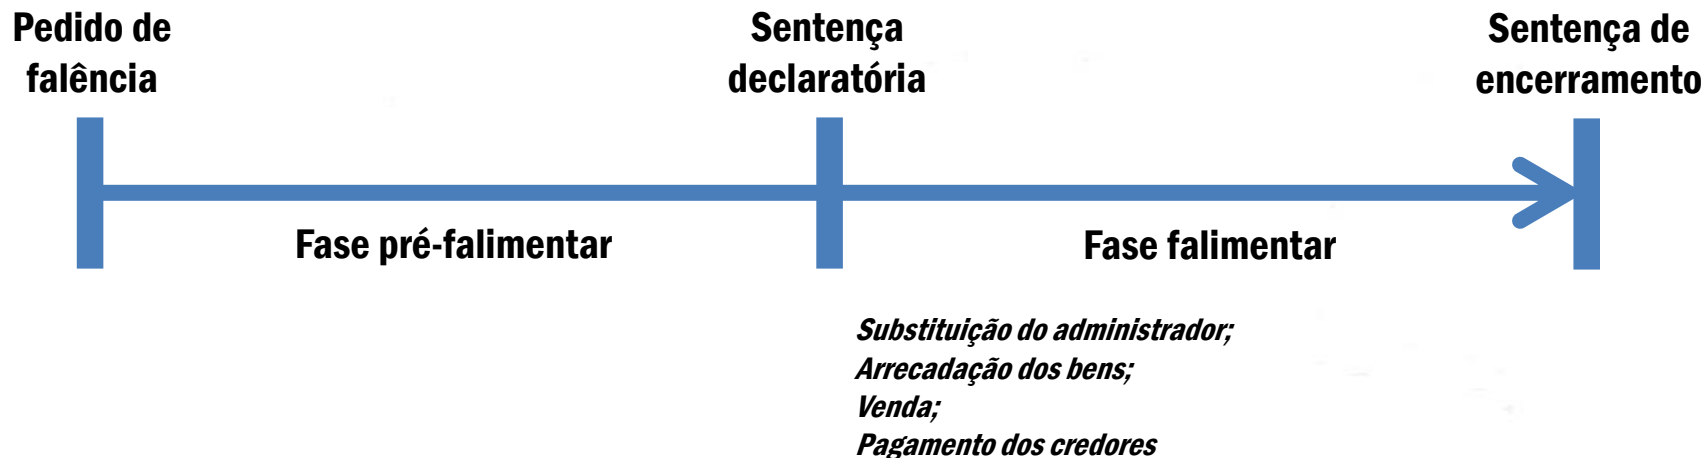 Pedido de
falência
Sentença
declaratória
Sentença de
encerramento
Fase pré-falimentar
Fase falimentar
Substituição do administrador;
Arrecadação dos bens;
Venda;
Pagamento dos credores